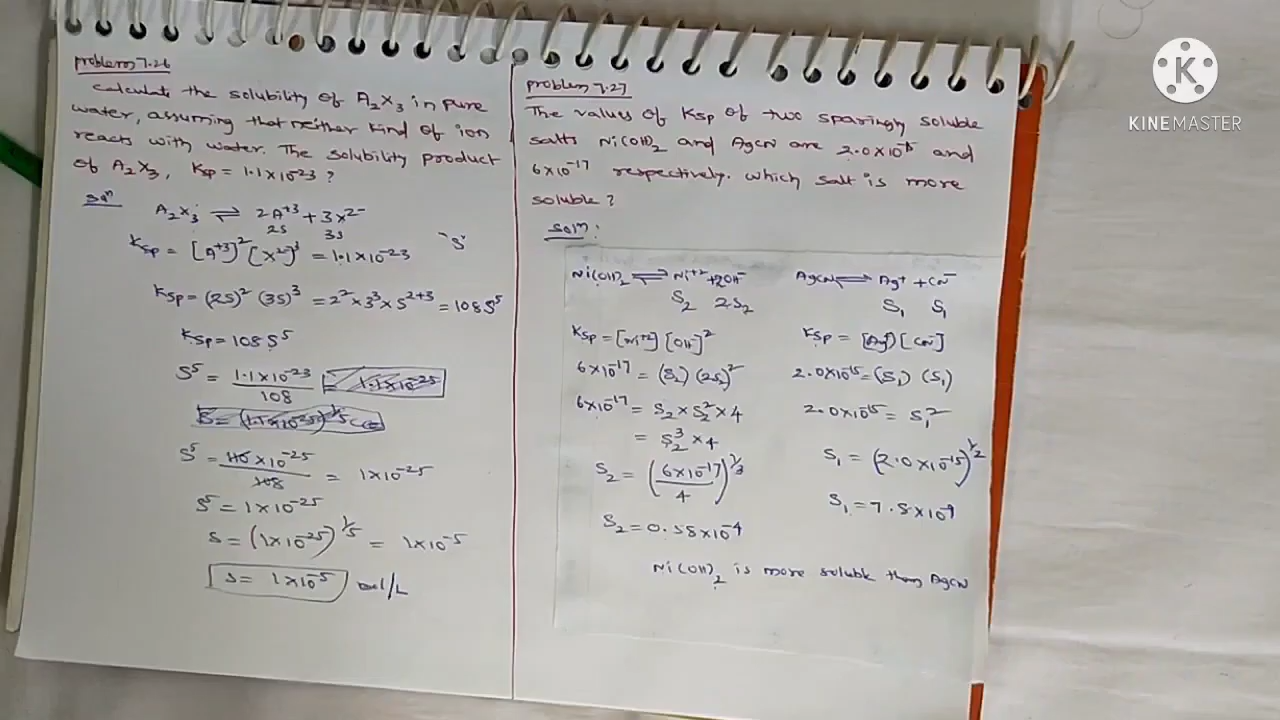 problem 7.26
Calculate the solubility of A₂X₃ in pure
water, assuming that neither kind of ion
reacts with water. The solubility product
of A₂X₃, Ksp = 1.1×10⁻²³ ?
A₂X₃ ⇌ 2A⁺³ + 3X²⁻
2S 3S
Ksp = [A⁺³]² [X²⁻]³ = 1.1×10⁻²³ "S"
Ksp = (2S)² (3S)³ = 2² × 3³ × S²⁺³ = 108S⁵
Ksp = 108 S⁵
S⁵ = 1.1×10⁻²³ / 108
S⁵ = 110×10⁻²⁵ / 108 = 1×10⁻²⁵
S⁵ = 1×10⁻²⁵
S = (1×10⁻²⁵)^1/5 = 1×10⁻⁵
S = 1×10⁻⁵ mol/L
problem 7.27
The values of Ksp of two sparingly soluble
salts Ni(OH)₂ and AgCN are 2.0×10⁻¹⁵ and
6×10⁻¹⁷ respectively. which salt is more
soluble ?
Soln :
Ni(OH)₂ ⇌ Ni⁺² + 2OH⁻ AgCN ⇌ Ag⁺ + CN⁻
S₂ 2S₂ S₁ S₁
Ksp = [Ni⁺²] [OH⁻]² Ksp = [Ag⁺] [CN⁻]
6×10⁻¹⁷ = (S₂) (2S₂)² 2.0×10⁻¹⁵ = (S₁) (S₁)
6×10⁻¹⁷ = S₂ × S₂² × 4 2.0×10⁻¹⁵ = S₁²
= S₂³ × 4 S₁ = (2.0×10⁻¹⁵)^1/2
S₂ = (6×10⁻¹⁷ / 4)^1/3 S₁ = 7.8×10⁻⁹
S₂ = 0.58×10⁻⁴
Ni(OH)₂ is more soluble than AgCN
KINEMASTER